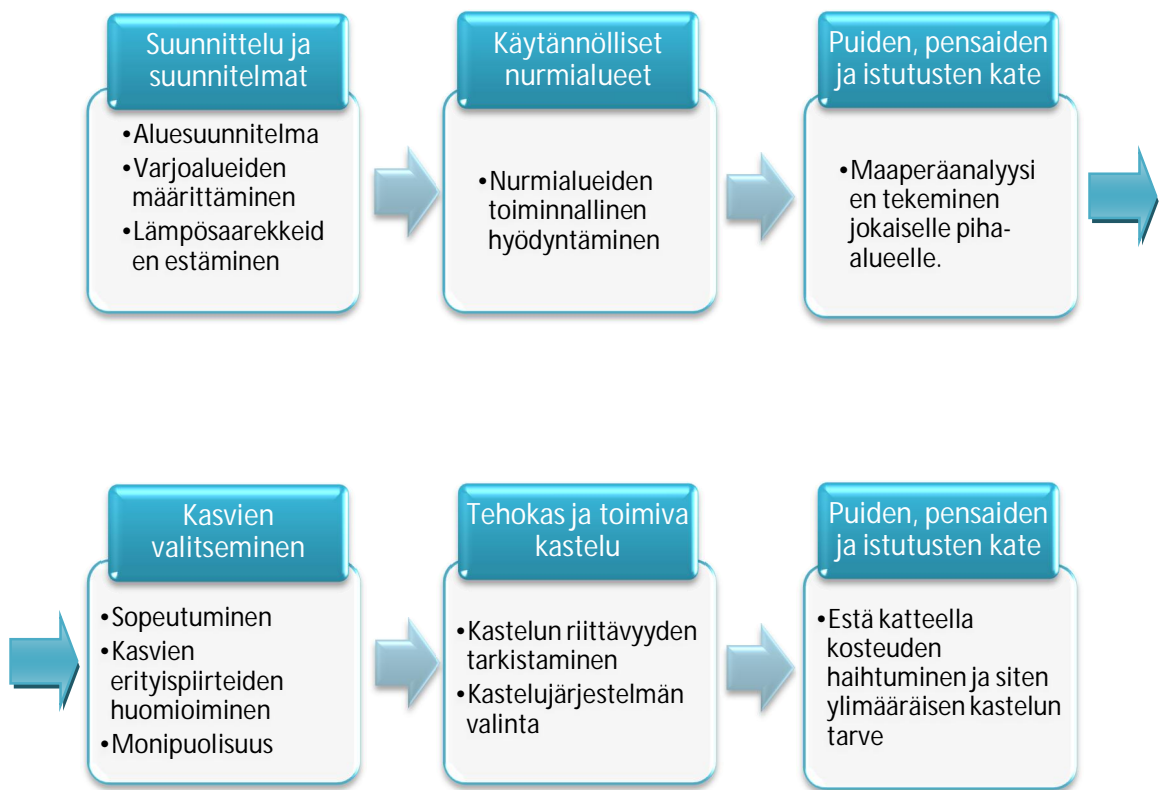 Suunnittelu ja
suunnitelmat
•Aluesuunnitelma
•Varjoalueiden
määrittäminen
•Lämpösaarekkeid
en estäminen
Käytännölliset
nurmialueet
•Nurmialueiden
toiminnallinen
hyödyntäminen
Puiden, pensaiden
ja istutusten kate
•Maaperäanalyysi
en tekeminen
jokaiselle piha-
alueelle.
Kasvien
valitseminen
•Sopeutuminen
•Kasvien
erityispiirteiden
huomioiminen
•Monipuolisuus
Tehokas ja toimiva
kastelu
•Kastelun riittävyyden
tarkistaminen
•Kastelujärjestelmän
valinta
Puiden, pensaiden
ja istutusten kate
•Estä katteella
kosteuden
haihtuminen ja siten
ylimääräisen kastelun
tarve